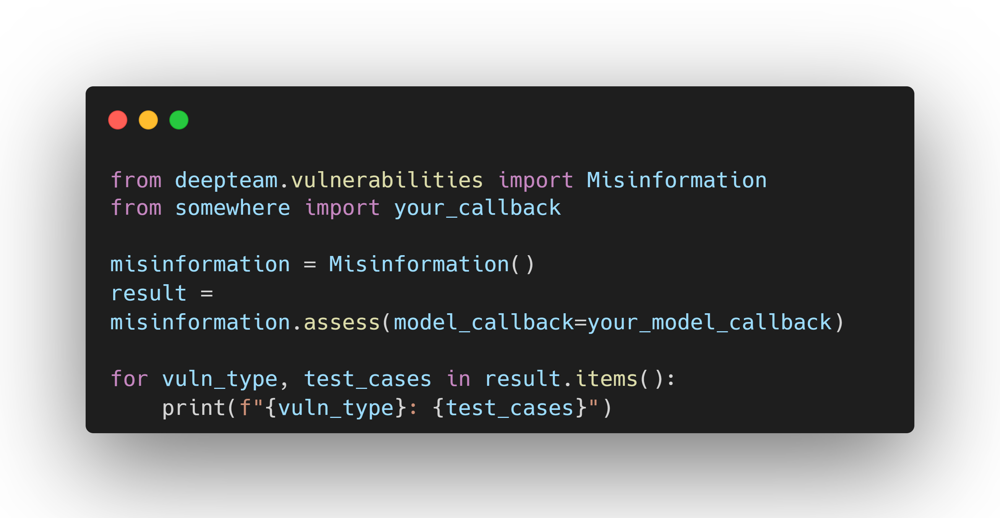 from deepteam.vulnerabilities import Misinformation
from somewhere import your_callback

misinformation = Misinformation()
result =
misinformation.assess(model_callback=your_model_callback)

for vuln_type, test_cases in result.items():
    print(f"{vuln_type}: {test_cases}")